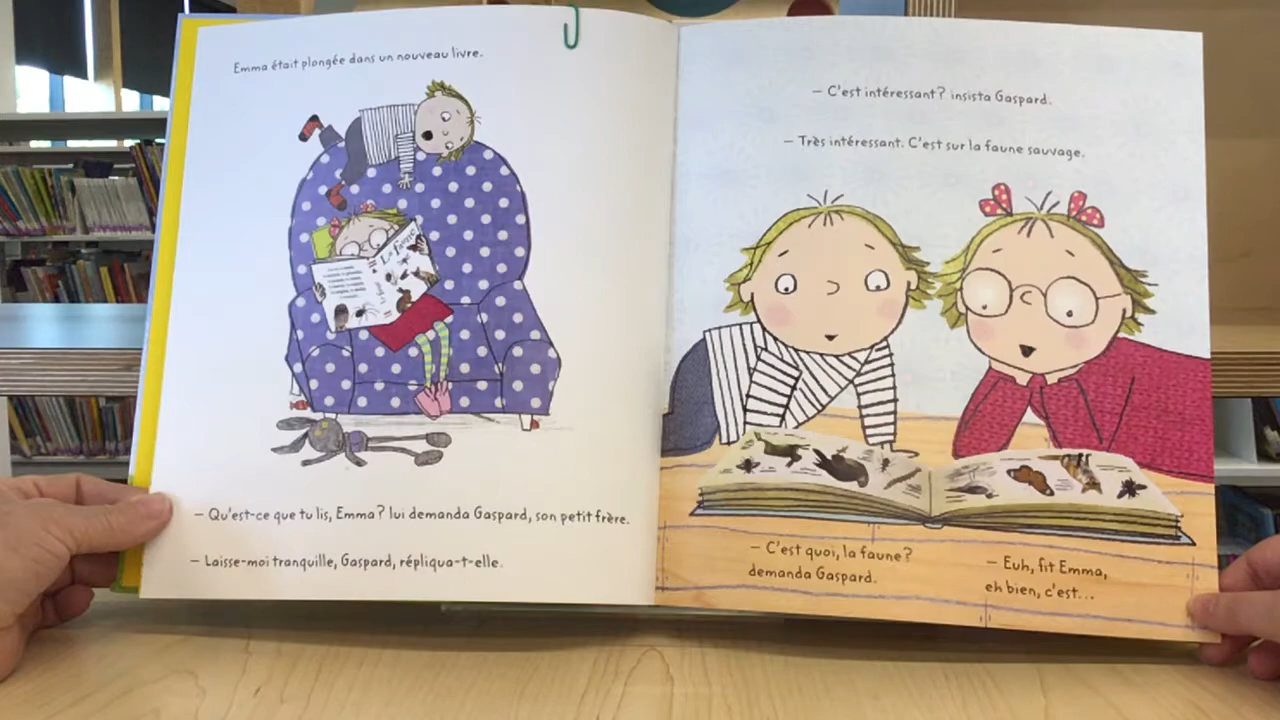 Emma était plongée dans un nouveau livre.
La faune
– Qu'est-ce que tu lis, Emma? lui demanda Gaspard, son petit frère.
– Laisse-moi tranquille, Gaspard, répliqua-t-elle.
– C'est intéressant? insista Gaspard.
– Très intéressant. C'est sur la faune sauvage.
– C'est quoi, la faune?
demanda Gaspard.
– Euh, fit Emma,
eh bien, c'est...